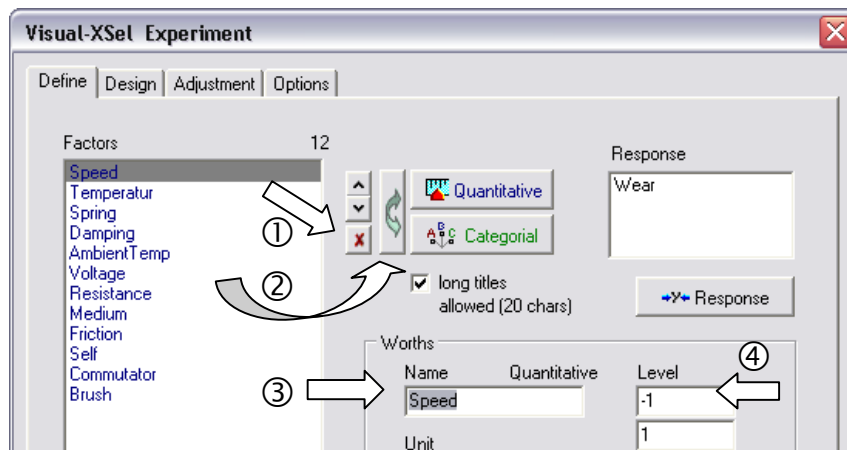 Visual-XSel Experiment
Define Design Adjustment Options
Factors 12
Speed
Temperatur
Spring
Damping
AmbientTemp
Voltage
Resistance
Medium
Friction
Self
Commutator
Brush
①
②
③
Quantitative
A B C Categorial
long titles
allowed (20 chars)
Response
Wear
Y Response
Worths
Name Quantitative Level
④
Speed -1
Unit 1